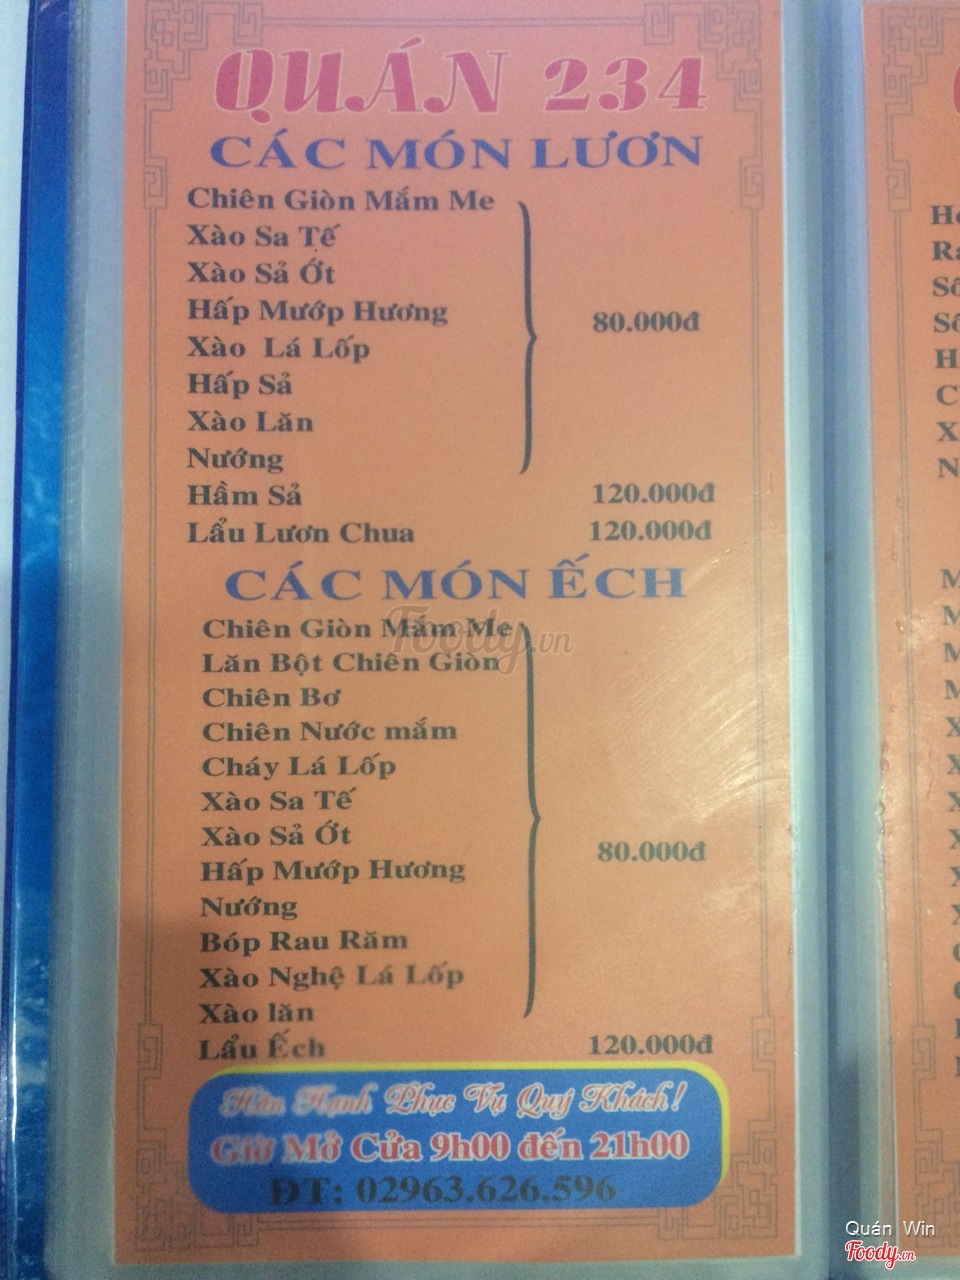 QUÁN 234
CÁC MÓN LƯƠN
Chiên Giòn Mắm Me
Xào Sa Tế
Xào Sả Ớt
Hấp Mướp Hương
80.000đ
Xào Lá Lốp
Hấp Sả
Xào Lăn
Nướng
Hầm Sả 120.000đ
Lẩu Lươn Chua 120.000đ
CÁC MÓN ẾCH
Chiên Giòn Mắm Me
Foody.vn
Lăn Bột Chiên Giòn
Chiên Bơ
Chiên Nước mắm
Cháy Lá Lốp
Xào Sa Tế
Xào Sả Ớt
80.000đ
Hấp Mướp Hương
Nướng
Bóp Rau Răm
Xào Nghệ Lá Lốp
Xào lăn
Lẩu Ếch 120.000đ
Hân Hạnh Phục Vụ Quý Khách!
Giờ Mở Cửa 9h00 đến 21h00
ĐT: 02963.626.596
Quán Win
Foody.vn